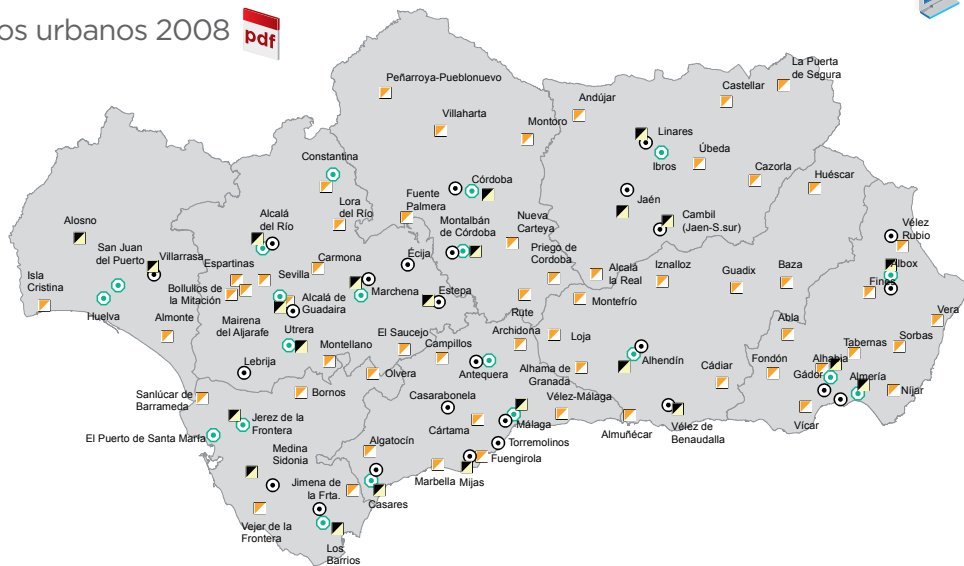 os urbanos 2008
pdf
La Puerta
de Segura
Peñarroya-Pueblonuevo
Castellar
Andújar
Villaharta
Montoro
Linares
Úbeda
Ibros
Constantina
Cazorla
Huéscar
Córdoba
Fuente
Palmera
Lora
del Río
Jaén
Alosno
Alcalá
del Río
Montalbán
de Córdoba
Nueva
Carteya
Cambil
(Jaen-S.sur)
Vélez
Rubio
San Juan
del Puerto
Villarrasa
Priego de
Cordoba
Écija
Carmona
Espartinas
Isla
Cristina
Sevilla
Alcalá
la Real
Iznalloz
Guadix
Baza
Albox
Fines
Bollullos de
la Mitación
Marchena
Estepa
Alcalá de
Guadaira
Montefrío
Huelva
Almonte
Mairena
del Aljarafe
Rute
Vera
Utrera
Archidona
Abla
El Saucejo
Loja
Sorbas
Montellano
Campillos
Tabernas
Lebrija
Alhendín
Fondón
Alhabia
Olvera
Antequera
Alhama de
Granada
Gádor
Almería
Cádiar
Níjar
Sanlúcar de
Barrameda
Bornos
Casarabonela
Vélez-Málaga
Jerez de la
Frontera
Cártama
Málaga
Almuñécar
Vélez de
Benaudalla
Vícar
El Puerto de Santa María
Algatocín
Torremolinos
Medina
Sidonia
Fuengirola
Marbella
Mijas
Jimena de
la Frta.
Casares
Vejer de la
Frontera
Los
Barrios